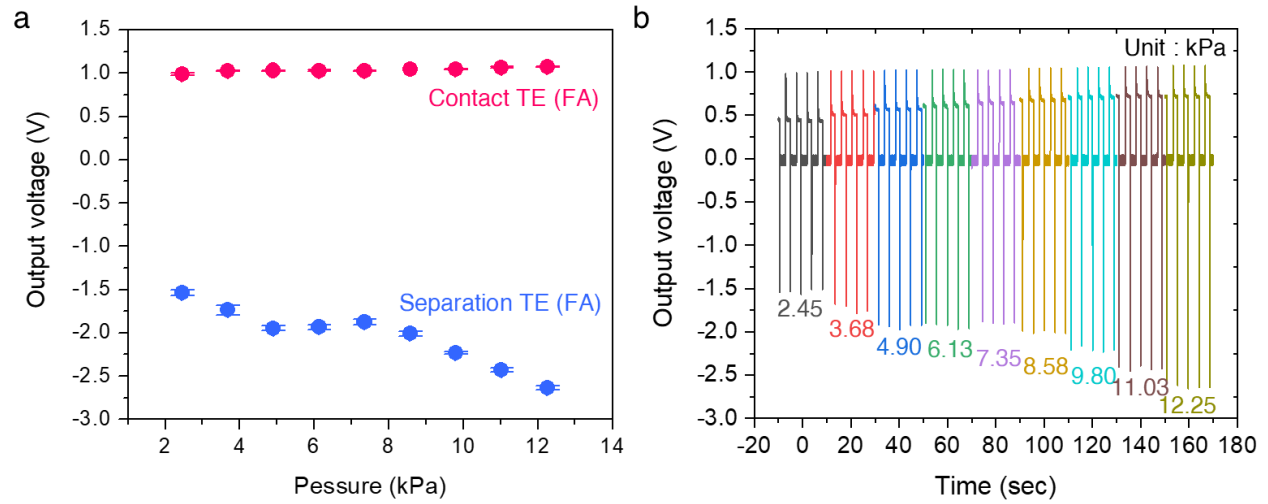 a
1.5
1.0
0.5
0.0
-0.5
-1.0
-1.5
-2.0
-2.5
-3.0
Output voltage (V)
Contact TE (FA)
Separation TE (FA)
0 2 4 6 8 10 12 14
Pessure (kPa)
b
1.5
1.0
0.5
0.0
-0.5
-1.0
-1.5
-2.0
-2.5
-3.0
Output voltage (V)
Unit : kPa
2.45
3.68
4.90
6.13
7.35
8.58
9.80
11.03
12.25
-20 0 20 40 60 80 100 120 140 160 180
Time (sec)